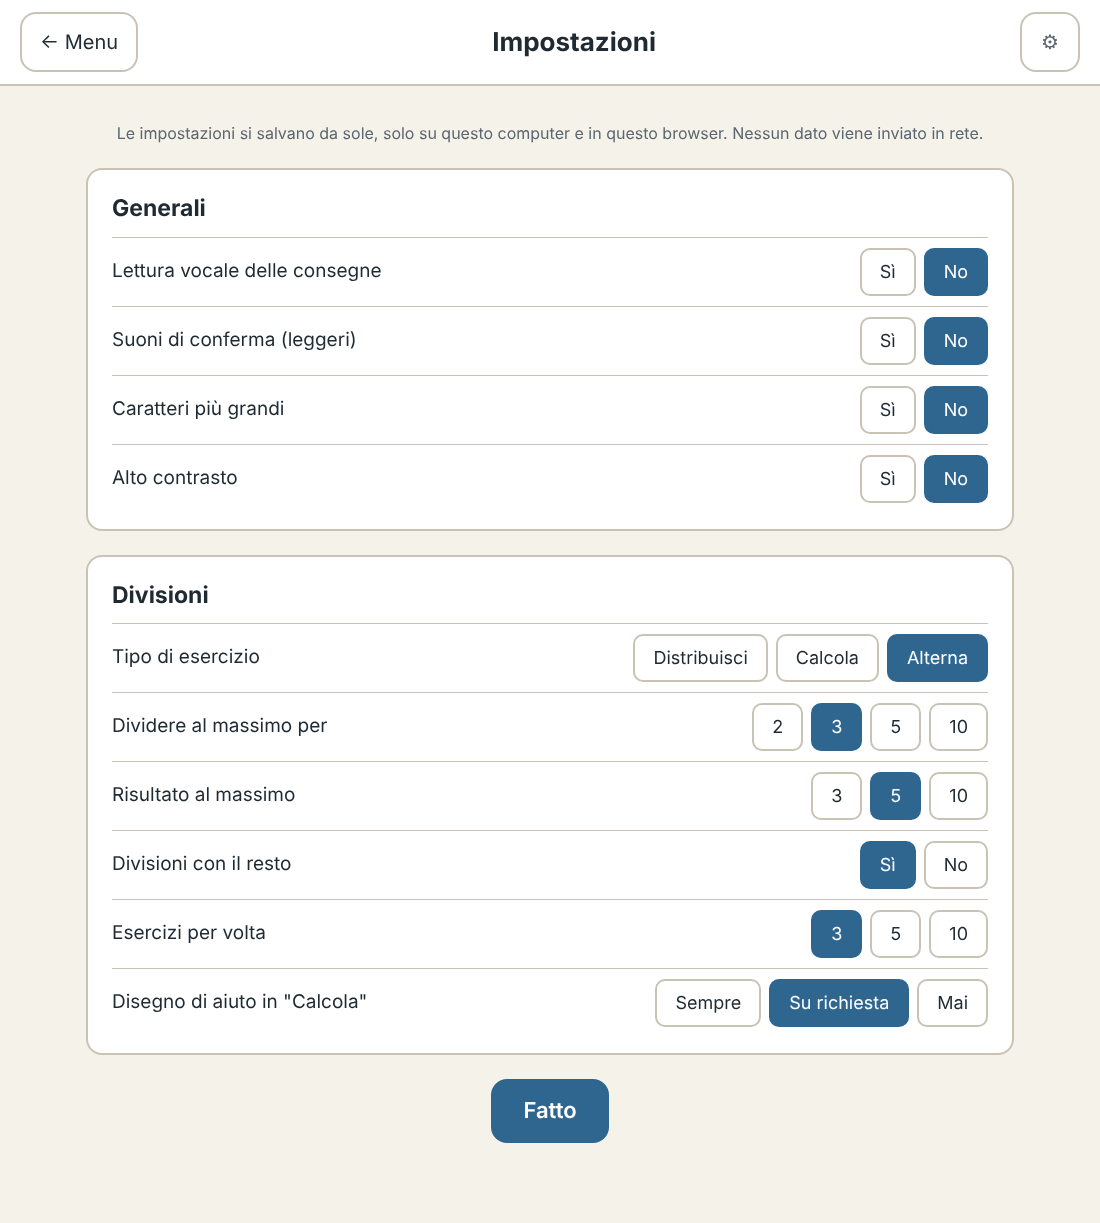 ← Menu
Impostazioni
⚙
Le impostazioni si salvano da sole, solo su questo computer e in questo browser. Nessun dato viene inviato in rete.
Generali
Lettura vocale delle consegne Sì No
Suoni di conferma (leggeri) Sì No
Caratteri più grandi Sì No
Alto contrasto Sì No
Divisioni
Tipo di esercizio Distribuisci Calcola Alterna
Dividere al massimo per 2 3 5 10
Risultato al massimo 3 5 10
Divisioni con il resto Sì No
Esercizi per volta 3 5 10
Disegno di aiuto in "Calcola" Sempre Su richiesta Mai
Fatto